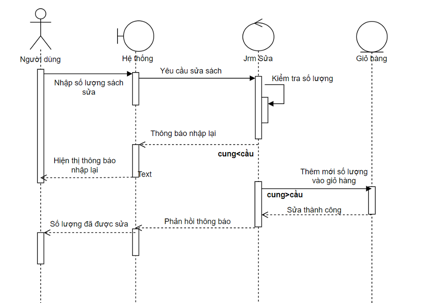 Người dùng
Hệ thống
Jrm Sửa
Giỏ hàng
Nhập số lượng sách
sửa
Yêu cầu sửa sách
Kiểm tra số lượng
Thông báo nhập lại
cung<cầu
Hiện thị thông báo
nhập lại
Text
Thêm mới số lượng
vào giỏ hàng
cung>cầu
Sửa thành công
Phản hồi thông báo
Số lượng đã được sửa